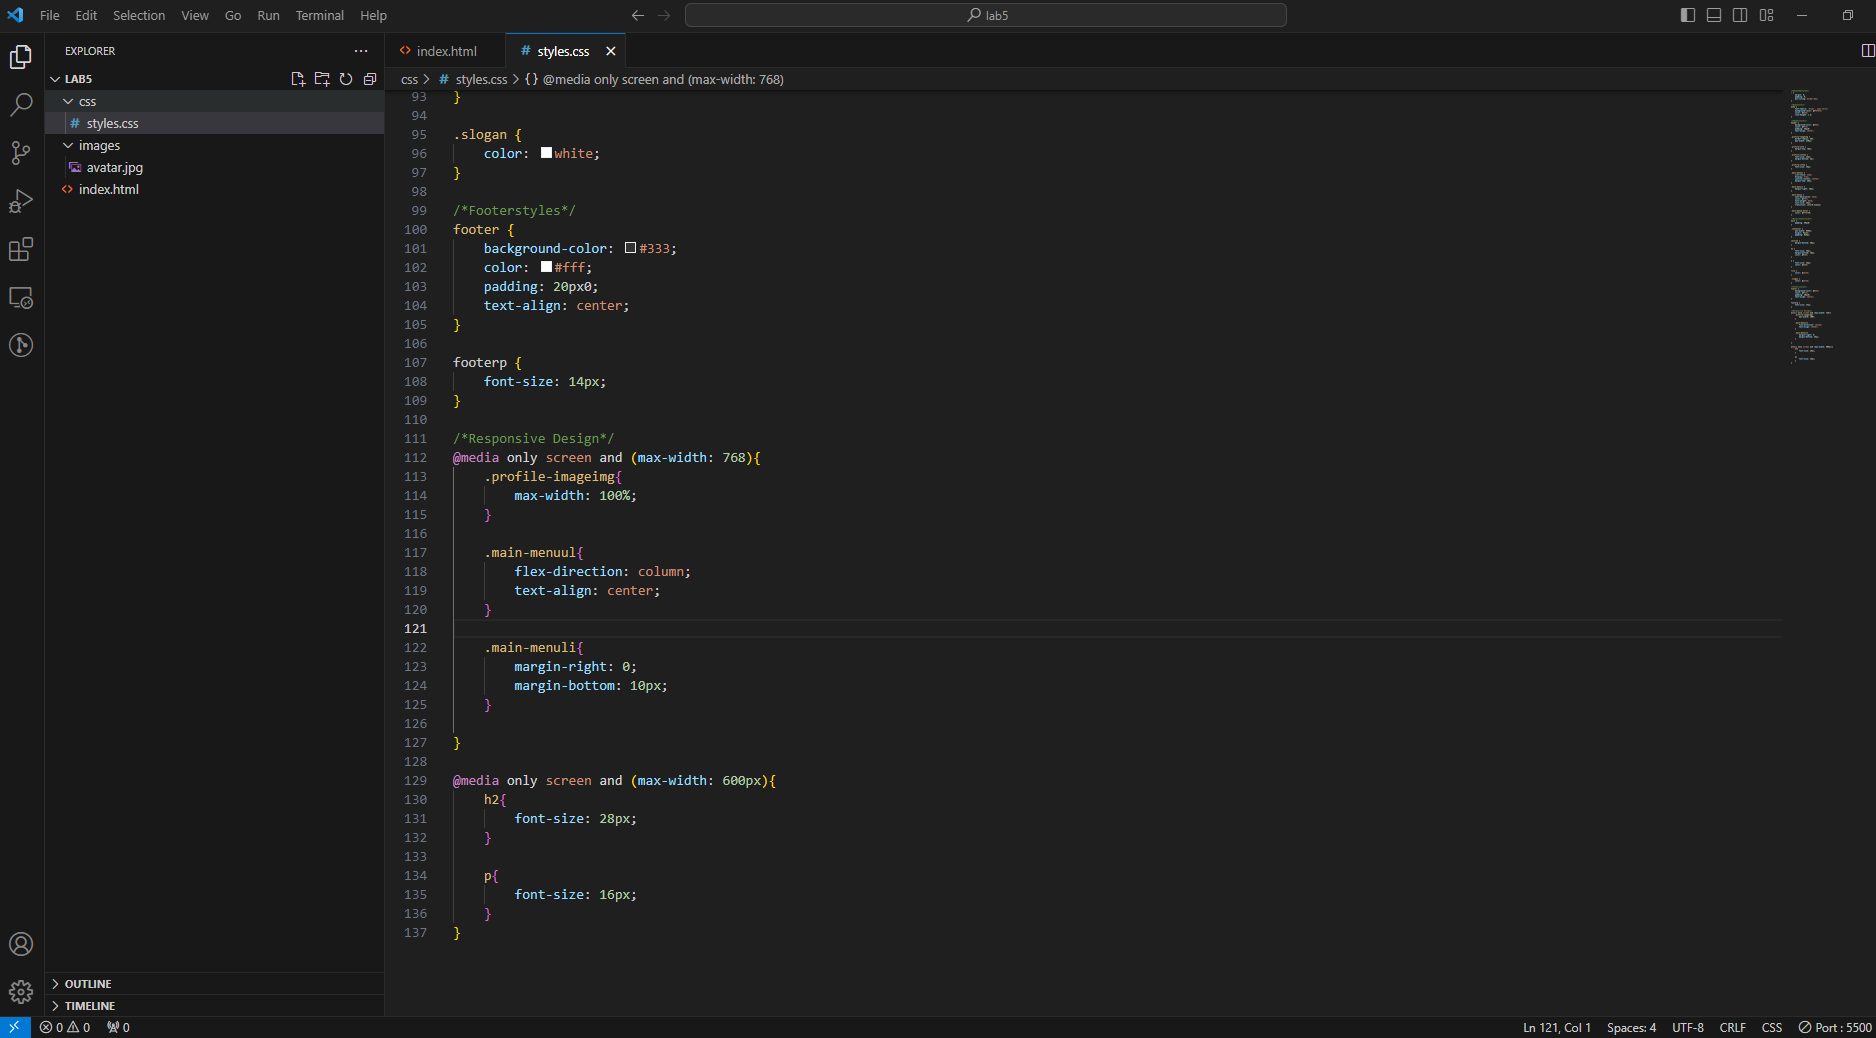 File Edit Selection View Go Run Terminal Help
lab5
EXPLORER
LAB5
css
styles.css
images
avatar.jpg
index.html
OUTLINE
TIMELINE
index.html
styles.css
css > styles.css > {} @media only screen and (max-width: 768)
93 }
94
95 .slogan {
96 color: white;
97 }
98
99 /*Footerstyles*/
100 footer {
101 background-color: #333;
102 color: #fff;
103 padding: 20px0;
104 text-align: center;
105 }
106
107 footerp {
108 font-size: 14px;
109 }
110
111 /*Responsive Design*/
112 @media only screen and (max-width: 768){
113 .profile-imageimg{
114 max-width: 100%;
115 }
116
117 .main-menuul{
118 flex-direction: column;
119 text-align: center;
120 }
121
122 .main-menuli{
123 margin-right: 0;
124 margin-bottom: 10px;
125 }
126
127 }
128
129 @media only screen and (max-width: 600px){
130 h2{
131 font-size: 28px;
132 }
133
134 p{
135 font-size: 16px;
136 }
137 }
0 0 0
Ln 121, Col 1 Spaces: 4 UTF-8 CRLF CSS Port : 5500